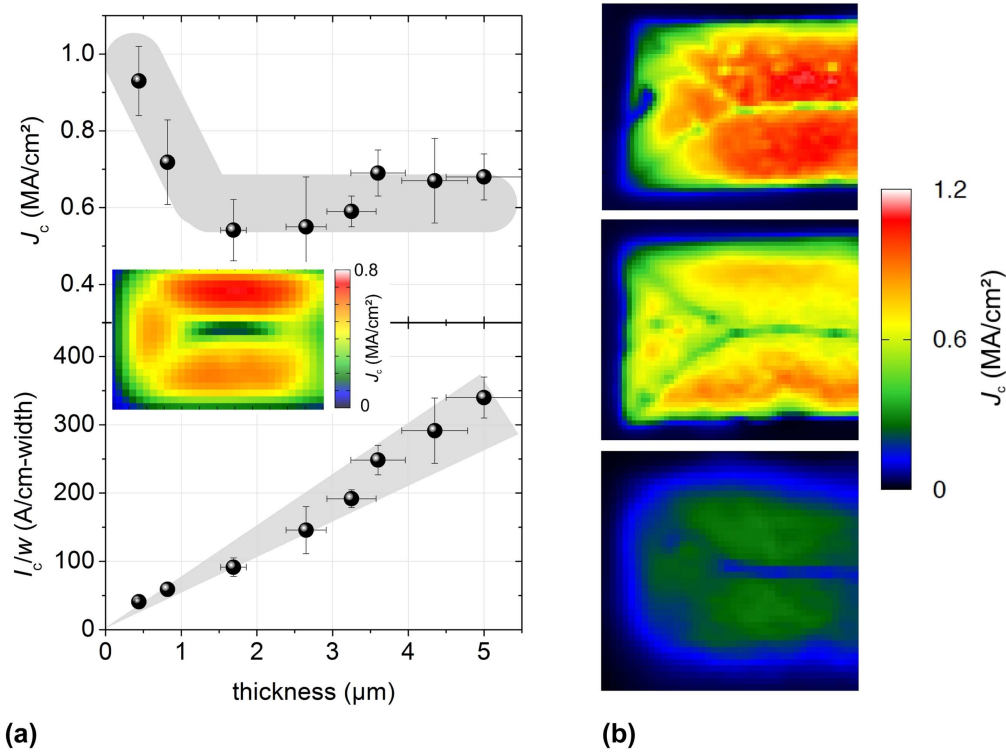 1.0
0.8
0.6
0.4
J_c (MA/cm²)
0.8
0
J_c (MA/cm²)
400
300
200
100
0
I_c/w (A/cm-width)
0 1 2 3 4 5
thickness (µm)
(a)
1.2
0.6
0
J_c (MA/cm²)
(b)